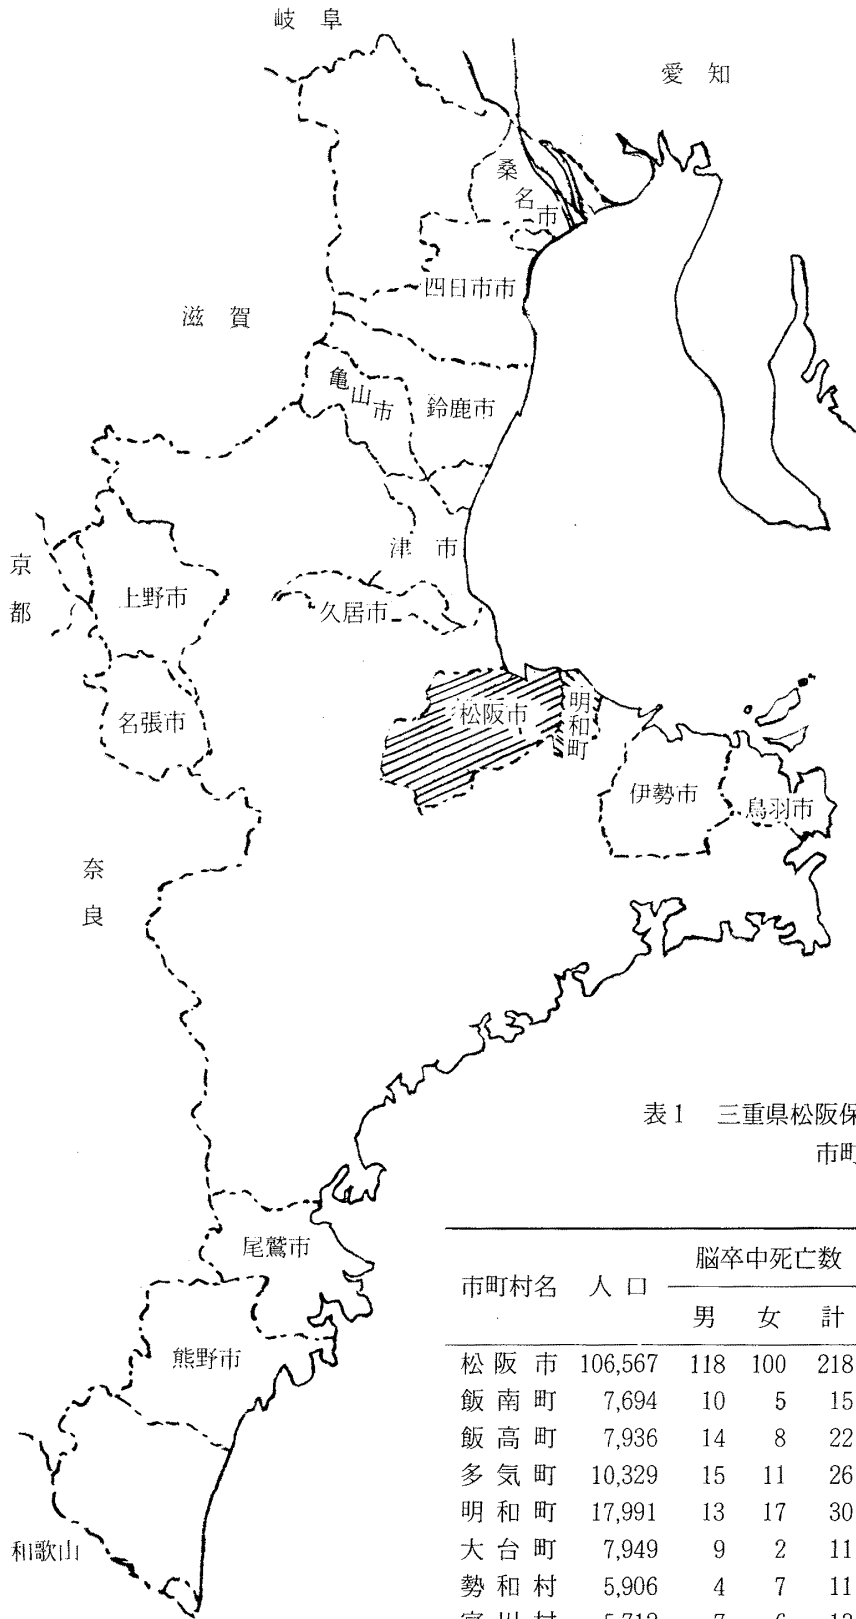 岐阜
愛知
桑名市
四日市市
滋賀
亀山市
鈴鹿市
京都
津市
上野市
久居市
名張市
松阪市
明和町
伊勢市
鳥羽市
奈良
表1 三重県松阪保
市町
尾鷲市
熊野市
和歌山
市町村名 人口 脳卒中死亡数
男 女 計
松阪市 106,567 118 100 218
飯南町 7,694 10 5 15
飯高町 7,936 14 8 22
多気町 10,329 15 11 26
明和町 17,991 13 17 30
大台町 7,949 9 2 11
勢和村 5,906 4 7 11